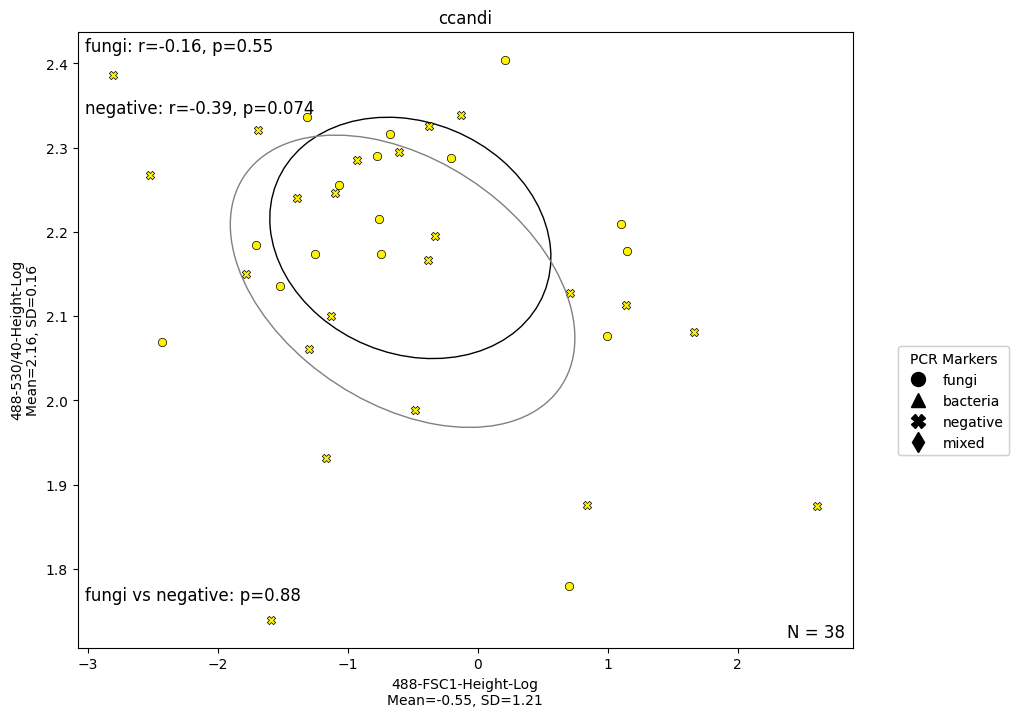 ccandi
fungi: r=-0.16, p=0.55
negative: r=-0.39, p=0.074
fungi vs negative: p=0.88
N = 38
2.4
2.3
2.2
2.1
2.0
1.9
1.8
488-530/40-Height-Log
Mean=2.16, SD=0.16
−3
−2
−1
0
1
2
488-FSC1-Height-Log
Mean=-0.55, SD=1.21
PCR Markers
fungi
bacteria
negative
mixed